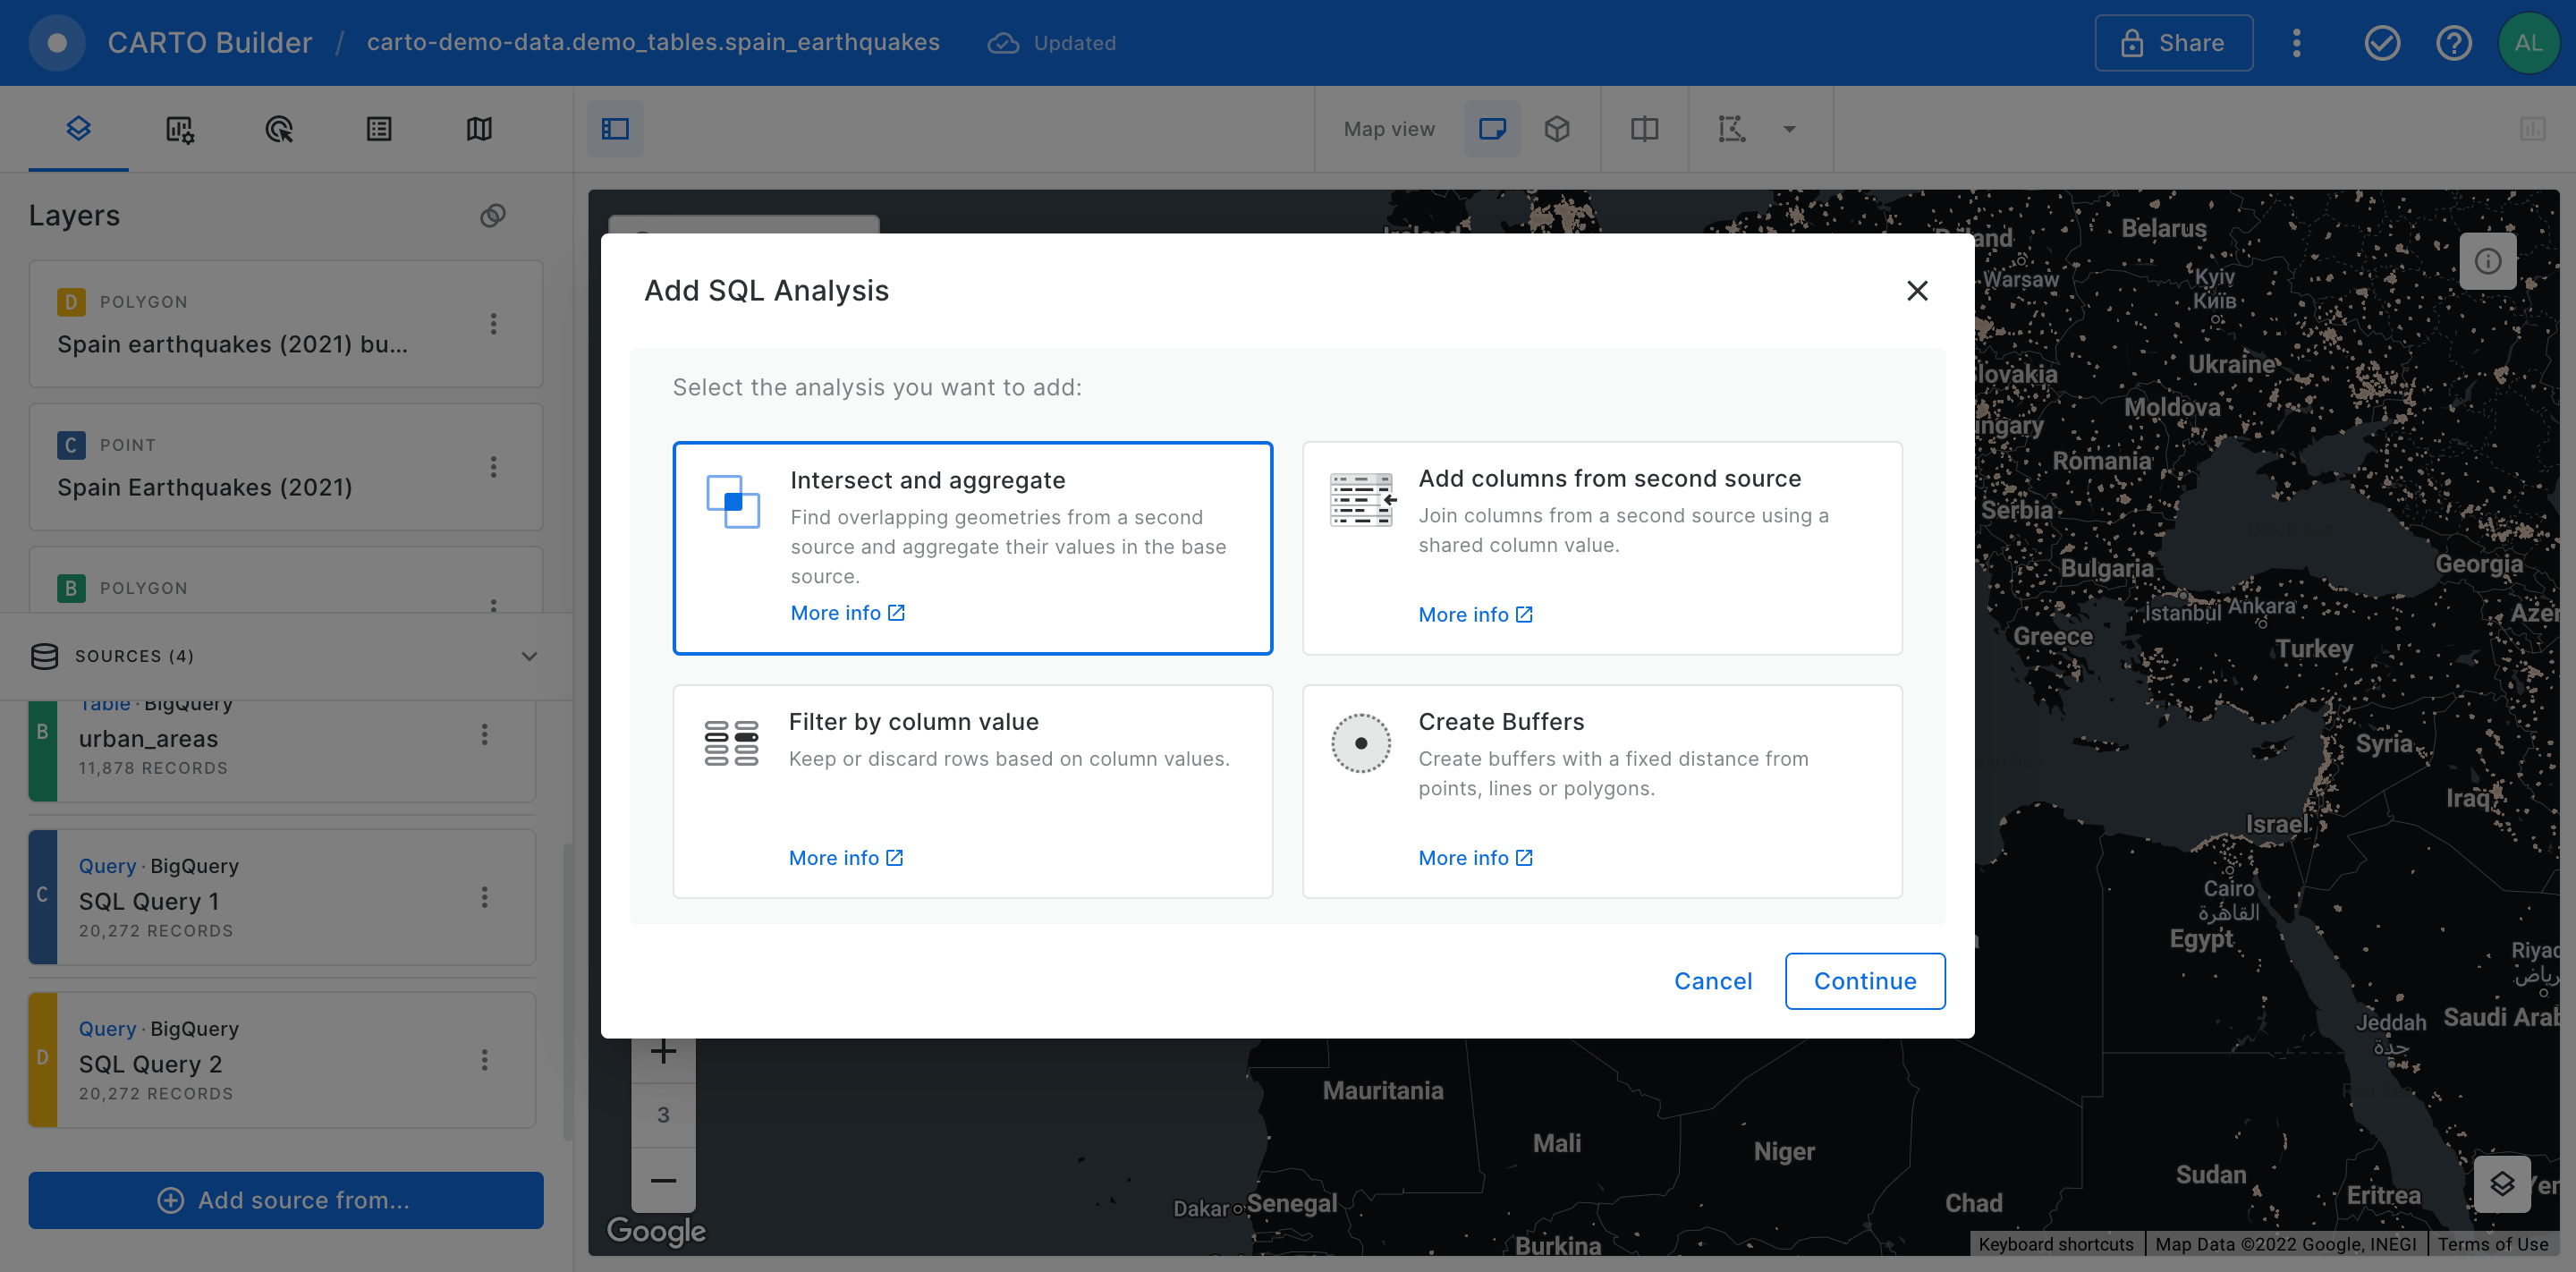 CARTO Builder / carto-demo-data.demo_tables.spain_earthquakes Updated Share AL
Map view
Layers
D POLYGON
Spain earthquakes (2021) bu...
C POINT
Spain Earthquakes (2021)
B POLYGON
SOURCES (4)
B
Table · BigQuery
urban_areas
11,878 RECORDS
C
Query · BigQuery
SQL Query 1
20,272 RECORDS
D
Query · BigQuery
SQL Query 2
20,272 RECORDS
Add source from...
Add SQL Analysis
Select the analysis you want to add:
Intersect and aggregate
Find overlapping geometries from a second
source and aggregate their values in the base
source.
More info
Add columns from second source
Join columns from a second source using a
shared column value.
More info
Filter by column value
Keep or discard rows based on column values.
More info
Create Buffers
Create buffers with a fixed distance from
points, lines or polygons.
More info
Cancel
Continue
Ireland
Belarus
Warsaw
Kyiv
Київ
Ukraine
lovakia
Moldova
ngary
Romania
Serbia
Bulgaria
Georgia
İstanbul
Ankara
Azer
Greece
Turkey
Syria
Iraq
Israel
Cairo
القاهرة
Egypt
Riyad
الرياض
Jeddah
جدة
Saudi Arab
3
Mauritania
Mali
Niger
Chad
Sudan
Eritrea
Yer
Dakar
Senegal
Burkina
Google
Keyboard shortcuts
Map Data ©2022 Google, INEGI
Terms of Use